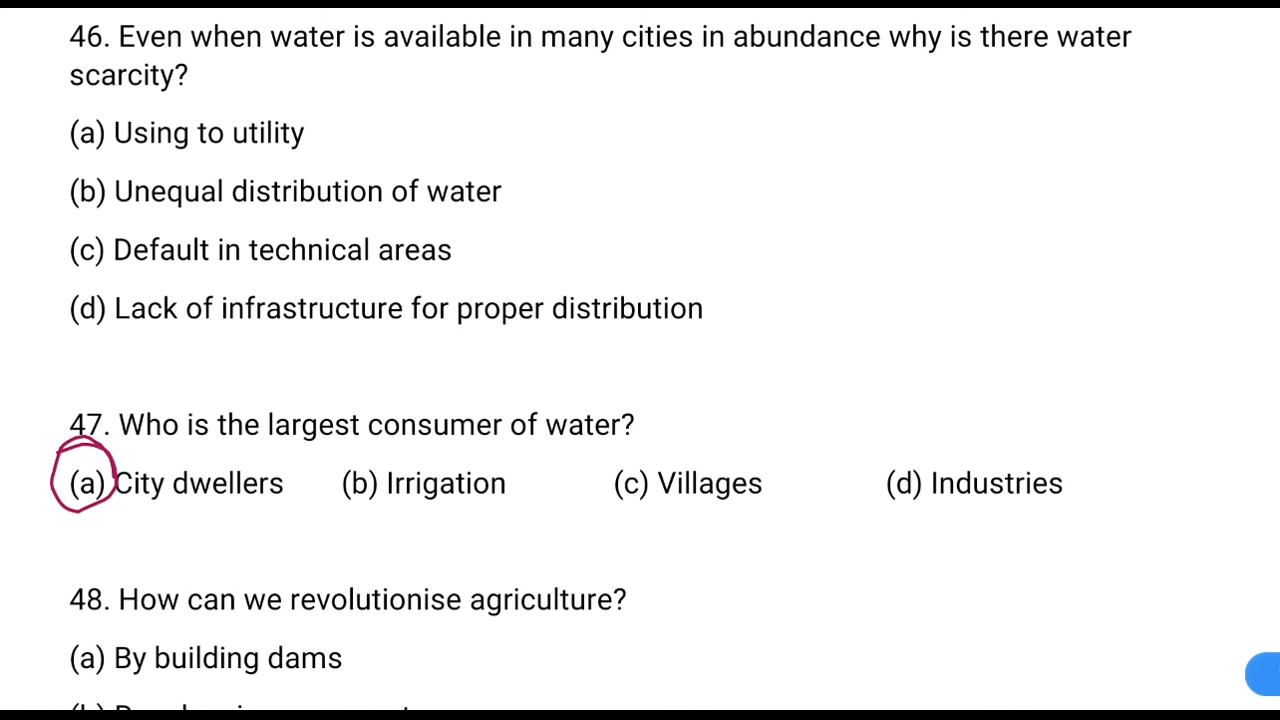 46. Even when water is available in many cities in abundance why is there water
scarcity?
(a) Using to utility
(b) Unequal distribution of water
(c) Default in technical areas
(d) Lack of infrastructure for proper distribution
47. Who is the largest consumer of water?
(a) City dwellers (b) Irrigation (c) Villages (d) Industries
48. How can we revolutionise agriculture?
(a) By building dams